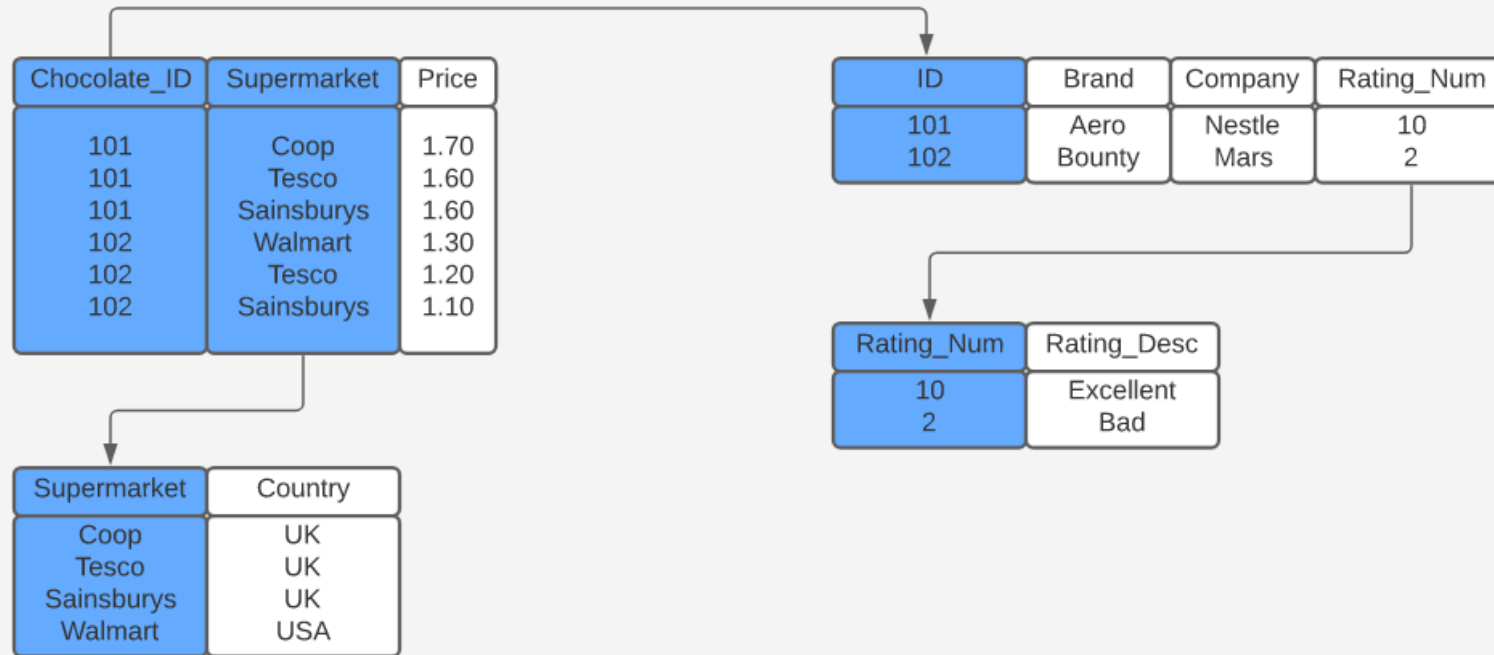 Chocolate_ID Supermarket Price
101 Coop 1.70
101 Tesco 1.60
101 Sainsburys 1.60
102 Walmart 1.30
102 Tesco 1.20
102 Sainsburys 1.10
ID Brand Company Rating_Num
101 Aero Nestle 10
102 Bounty Mars 2
Rating_Num Rating_Desc
10 Excellent
2 Bad
Supermarket Country
Coop UK
Tesco UK
Sainsburys UK
Walmart USA